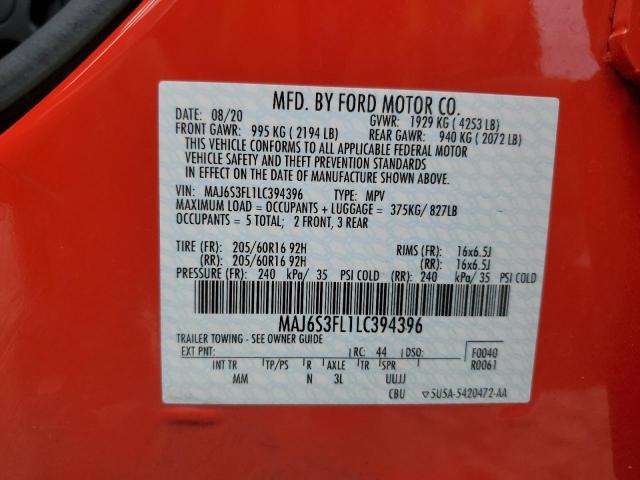 MFD. BY FORD MOTOR CO.
DATE: 08/20 GVWR: 1929 KG ( 4253 LB)
FRONT GAWR: 995 KG ( 2194 LB) REAR GAWR: 940 KG ( 2072 LB)
THIS VEHICLE CONFORMS TO ALL APPLICABLE FEDERAL MOTOR
VEHICLE SAFETY AND THEFT PREVENTION STANDARDS
IN EFFECT ON THE DATE OF MANUFACTURE SHOWN ABOVE.
VIN: MAJ6S3FL1LC394396 TYPE: MPV
MAXIMUM LOAD = OCCUPANTS + LUGGAGE = 375KG/ 827LB
OCCUPANTS = 5 TOTAL; 2 FRONT, 3 REAR
TIRE (FR): 205/60R16 92H RIMS (FR): 16x6.5J
(RR): 205/60R16 92H (RR): 16x6.5J
PRESSURE (FR): 240 kPa/ 35 PSI COLD (RR): 240 kPa/ 35 PSI COLD
MAJ6S3FL1LC394396
TRAILER TOWING - SEE OWNER GUIDE
EXT PNT: RC: 44 DSO: F0040
R0061
INT TR TP/PS R AXLE TR SPR
MM N 3L UUJJ
CBU ▽5U5A-5420472-AA